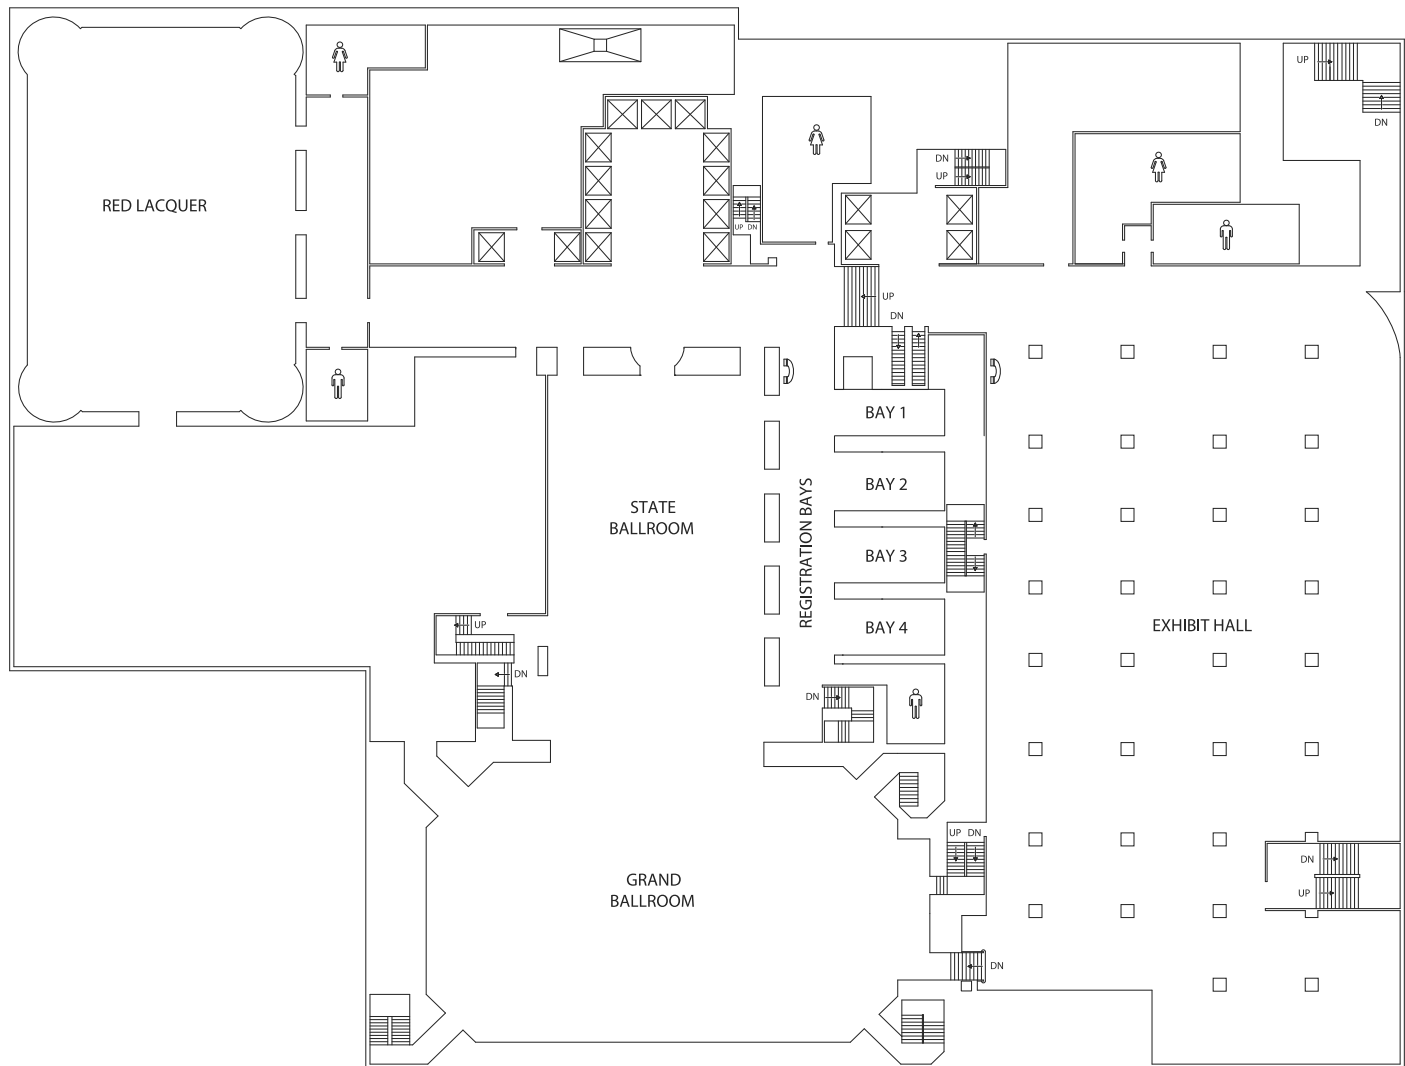 UP
DN
DN
UP
RED LACQUER
UP DN
UP
DN
BAY 1
BAY 2
STATE
BALLROOM
REGISTRATION BAYS
BAY 3
UP
BAY 4
EXHIBIT HALL
DN
DN
UP DN
DN
GRAND
BALLROOM
UP
DN